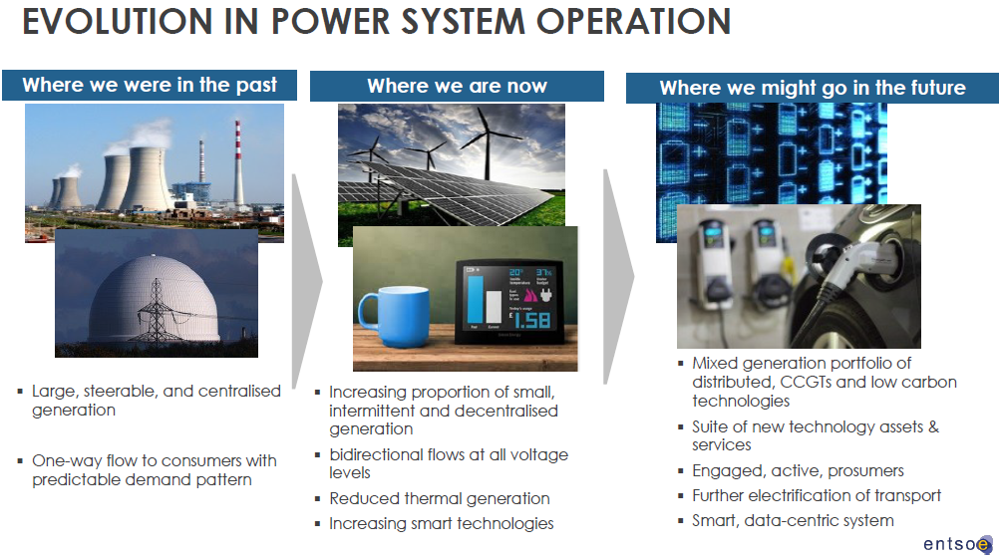 EVOLUTION IN POWER SYSTEM OPERATION
Where we were in the past
Where we are now
Where we might go in the future
▪ Large, steerable, and centralised
generation
▪ One-way flow to consumers with
predictable demand pattern
20°
37%
Today's usage
£1.58
▪ Increasing proportion of small,
intermittent and decentralised
generation
▪ bidirectional flows at all voltage
levels
▪ Reduced thermal generation
▪ Increasing smart technologies
▪ Mixed generation portfolio of
distributed, CCGTs and low carbon
technologies
▪ Suite of new technology assets &
services
▪ Engaged, active, prosumers
▪ Further electrification of transport
▪ Smart, data-centric system
entsoe